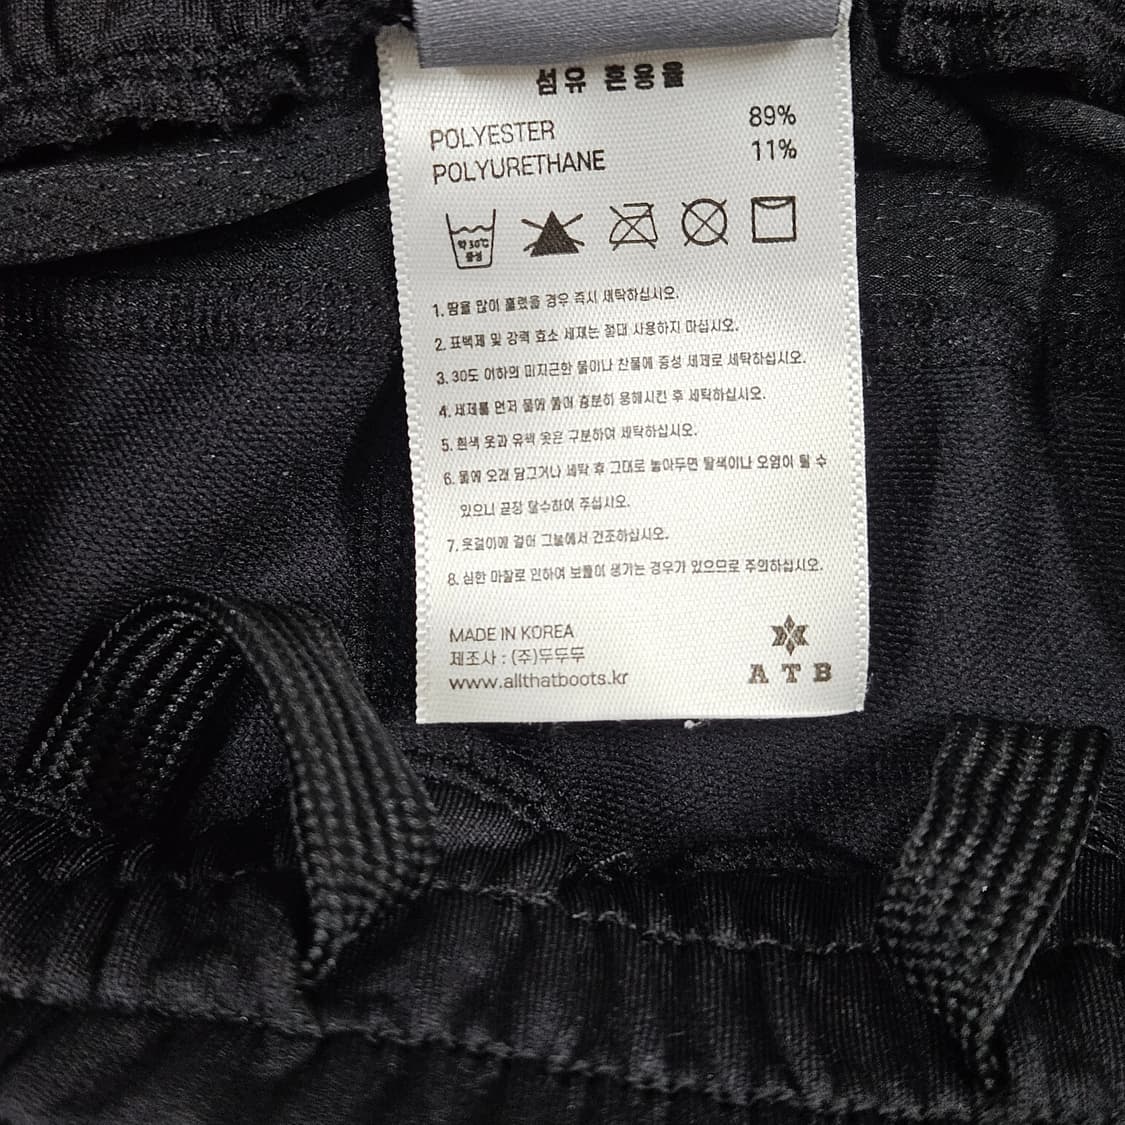 섬유 혼용율
POLYESTER 89%
POLYURETHANE 11%
약 30℃
중성
1. 땀을 많이 흘렸을 경우 즉시 세탁하십시오.
2. 표백제 및 강력 효소 세재는 절대 사용하지 마십시오.
3. 30도 이하의 미지근한 물이나 찬물에 중성 세제로 세탁하십시오.
4. 세제를 먼저 물에 풀어 충분히 용해시킨 후 세탁하십시오.
5. 흰색 옷과 유색 옷은 구분하여 세탁하십시오.
6. 물에 오래 담그거나 세탁 후 그대로 놓아두면 탈색이나 오염이 될 수
있으니 곧장 탈수하여 주십시오.
7. 옷걸이에 걸어 그늘에서 건조하십시오.
8. 심한 마찰로 인하여 보풀이 생기는 경우가 있으므로 주의하십시오.
MADE IN KOREA
제조사 : (주)두두두
www.allthatboots.kr
ATB